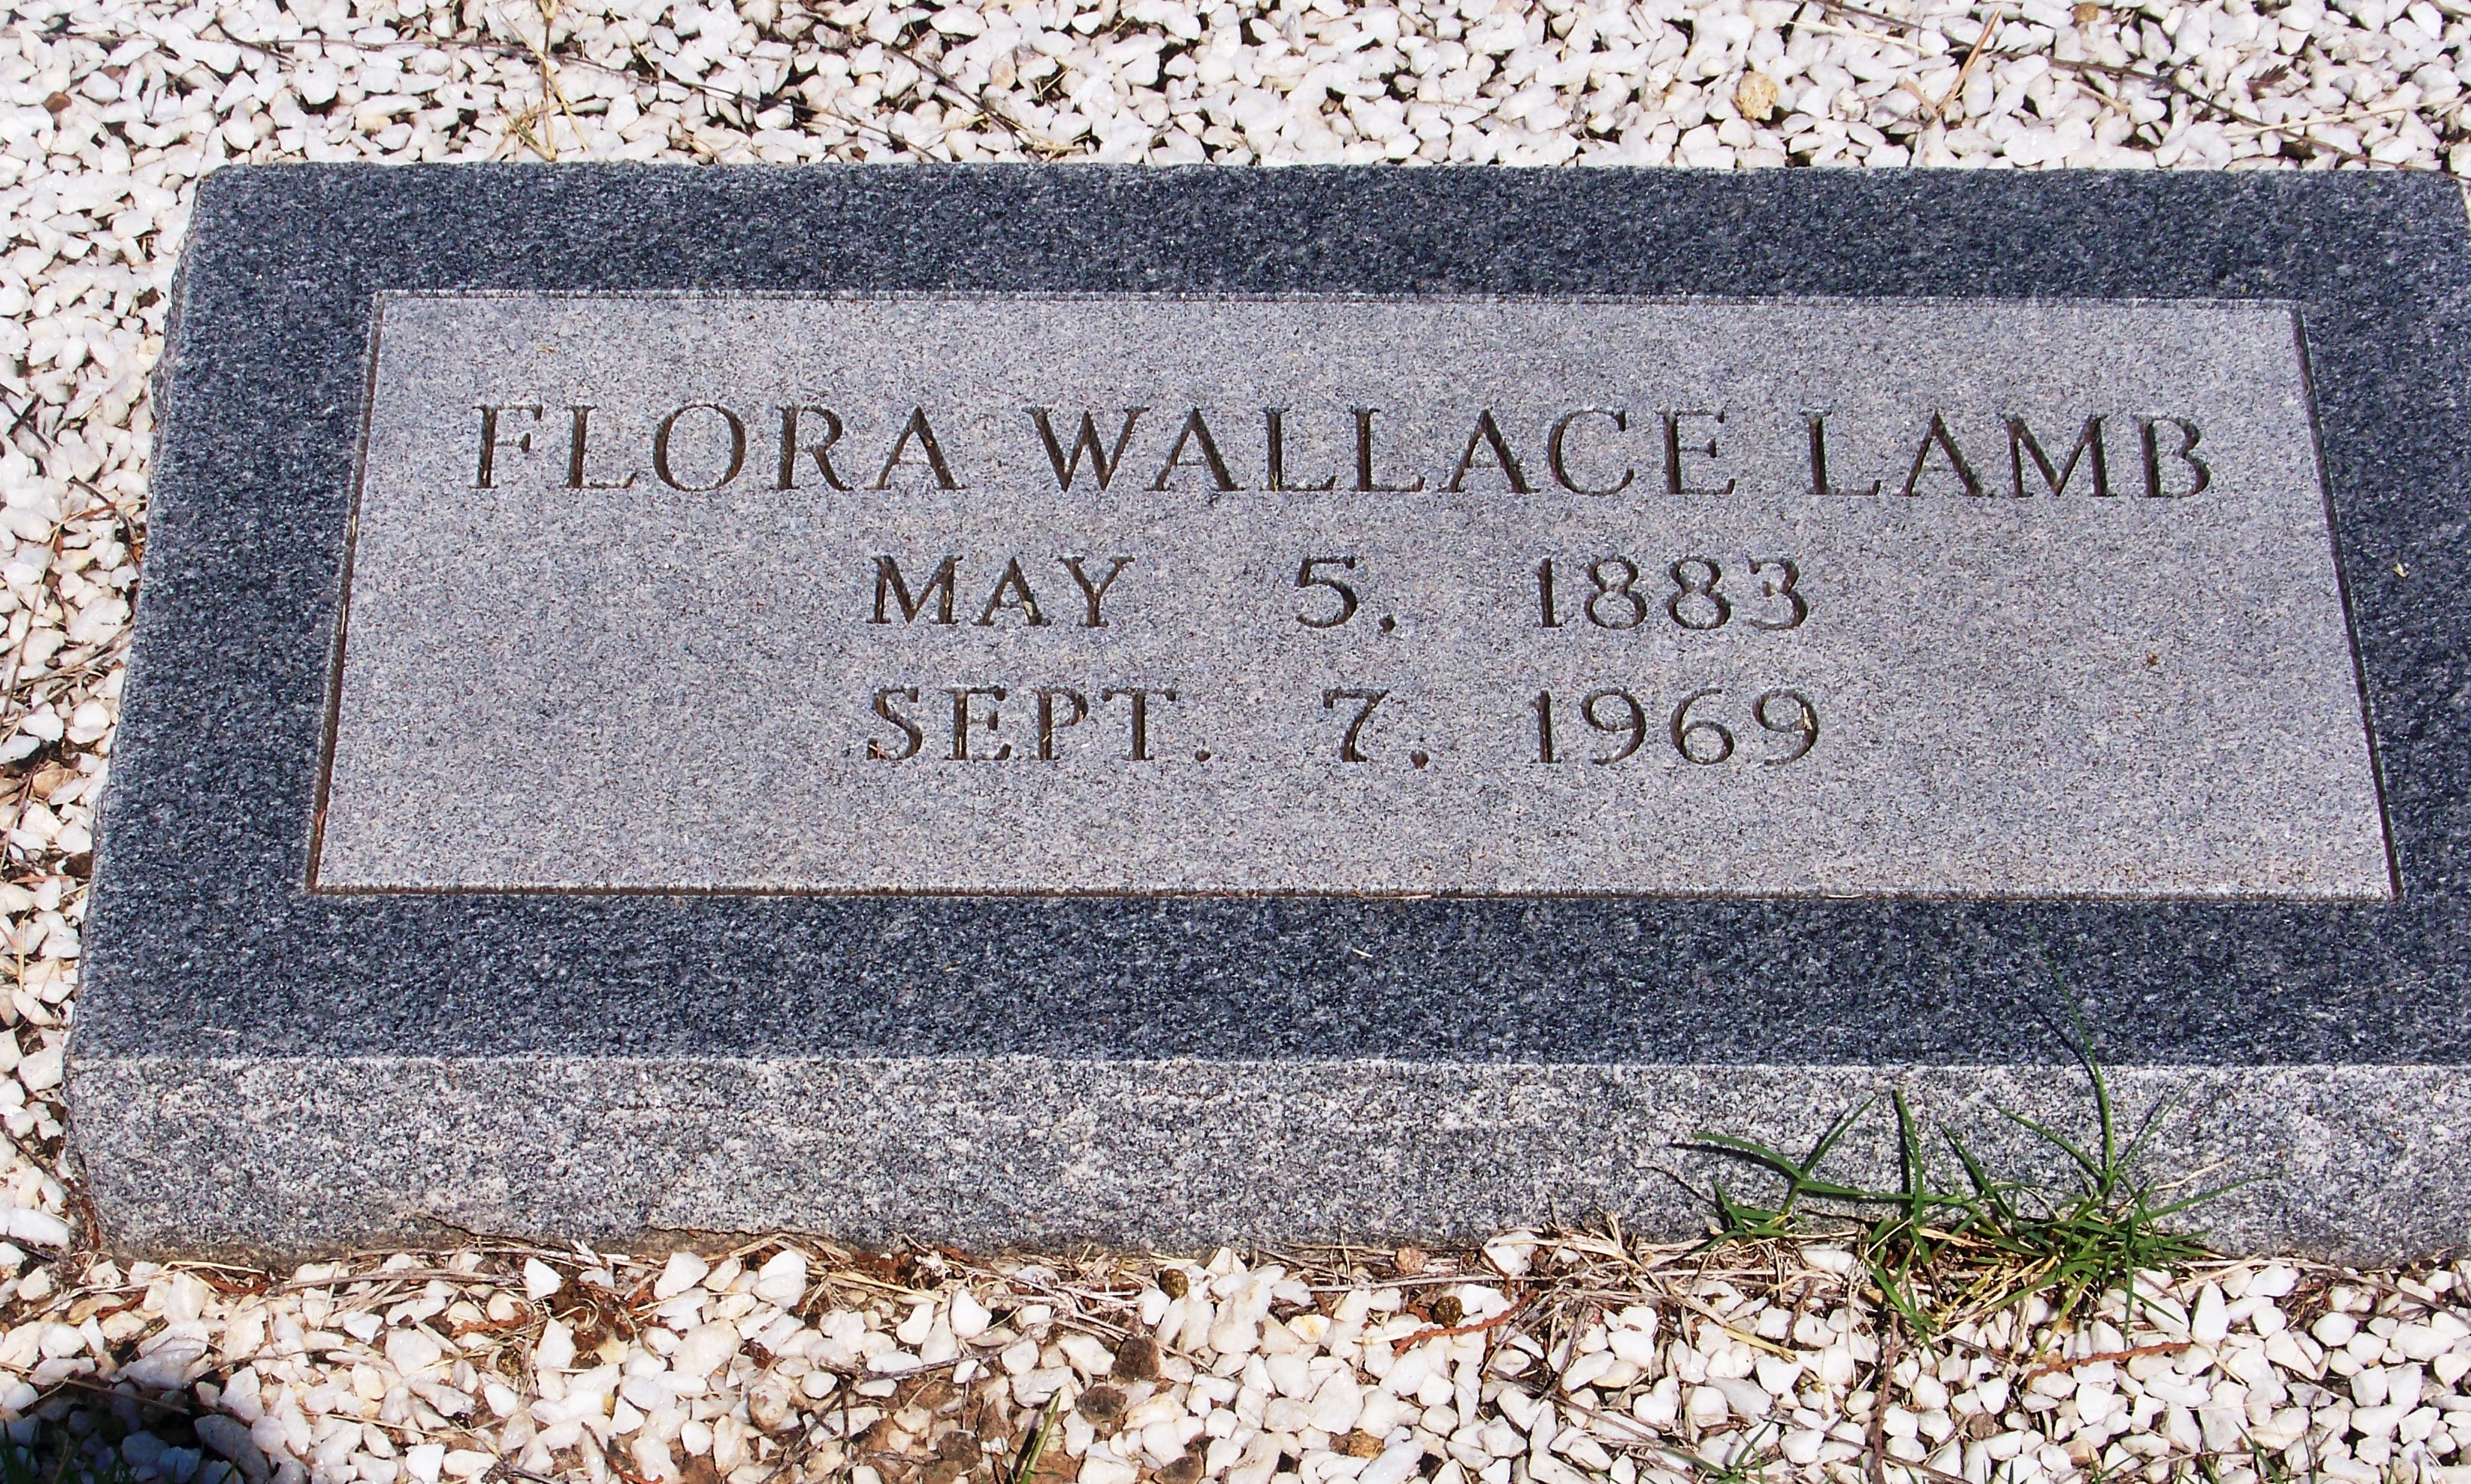 FLORA WALLACE LAMB
MAY 5, 1883
SEPT. 7, 1969